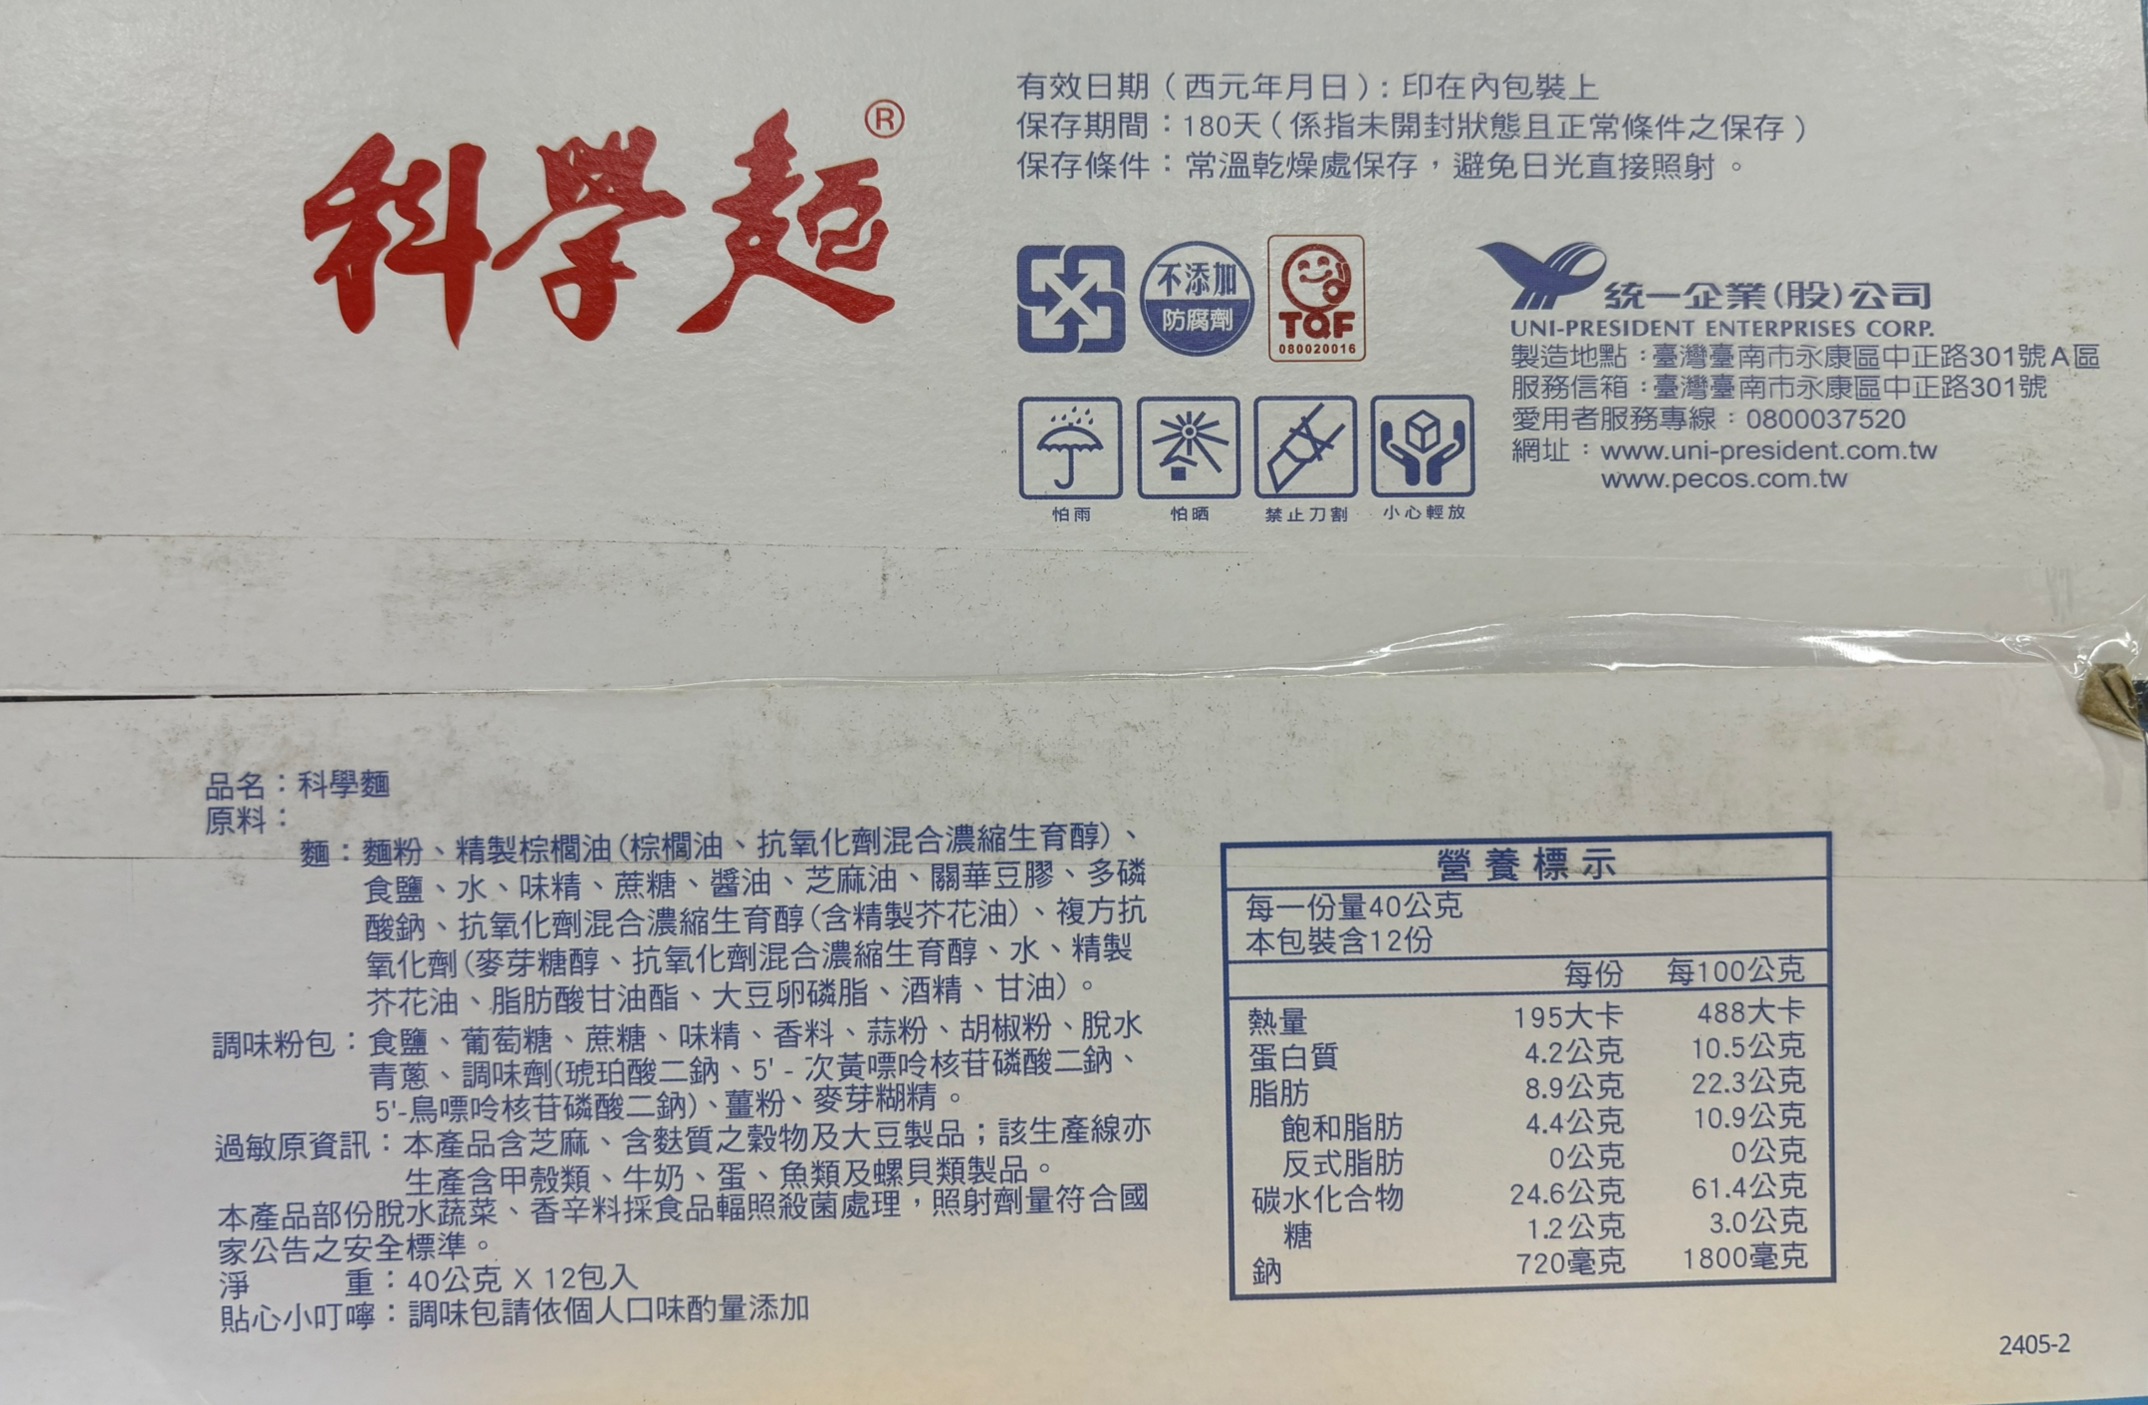 科學麵®
有效日期（西元年月日）：印在內包裝上
保存期間：180天（係指未開封狀態且正常條件之保存）
保存條件：常溫乾燥處保存，避免日光直接照射。
不添加
防腐劑
TQF
080020016
統一企業(股)公司
UNI-PRESIDENT ENTERPRISES CORP.
製造地點：臺灣臺南市永康區中正路301號A區
服務信箱：臺灣臺南市永康區中正路301號
愛用者服務專線：0800037520
網址：www.uni-president.com.tw
www.pecos.com.tw
怕雨 怕晒 禁止刀割 小心輕放
品名：科學麵
原料：
麵：麵粉、精製棕櫚油(棕櫚油、抗氧化劑混合濃縮生育醇)、
食鹽、水、味精、蔗糖、醬油、芝麻油、關華豆膠、多磷
酸鈉、抗氧化劑混合濃縮生育醇(含精製芥花油)、複方抗
氧化劑(麥芽糖醇、抗氧化劑混合濃縮生育醇、水、精製
芥花油、脂肪酸甘油酯、大豆卵磷脂、酒精、甘油)。
調味粉包：食鹽、葡萄糖、蔗糖、味精、香料、蒜粉、胡椒粉、脫水
青蔥、調味劑(琥珀酸二鈉、5'-次黃嘌呤核苷磷酸二鈉、
5'-鳥嘌呤核苷磷酸二鈉)、薑粉、麥芽糊精。
過敏原資訊：本產品含芝麻、含麩質之穀物及大豆製品；該生產線亦
生產含甲殼類、牛奶、蛋、魚類及螺貝類製品。
本產品部份脫水蔬菜、香辛料採食品輻照殺菌處理，照射劑量符合國
家公告之安全標準。
淨　　重：40公克 X 12包入
貼心小叮嚀：調味包請依個人口味酌量添加
營養標示
每一份量40公克
本包裝含12份
每份 每100公克
熱量 195大卡 488大卡
蛋白質 4.2公克 10.5公克
脂肪 8.9公克 22.3公克
飽和脂肪 4.4公克 10.9公克
反式脂肪 0公克 0公克
碳水化合物 24.6公克 61.4公克
糖 1.2公克 3.0公克
鈉 720毫克 1800毫克
2405-2